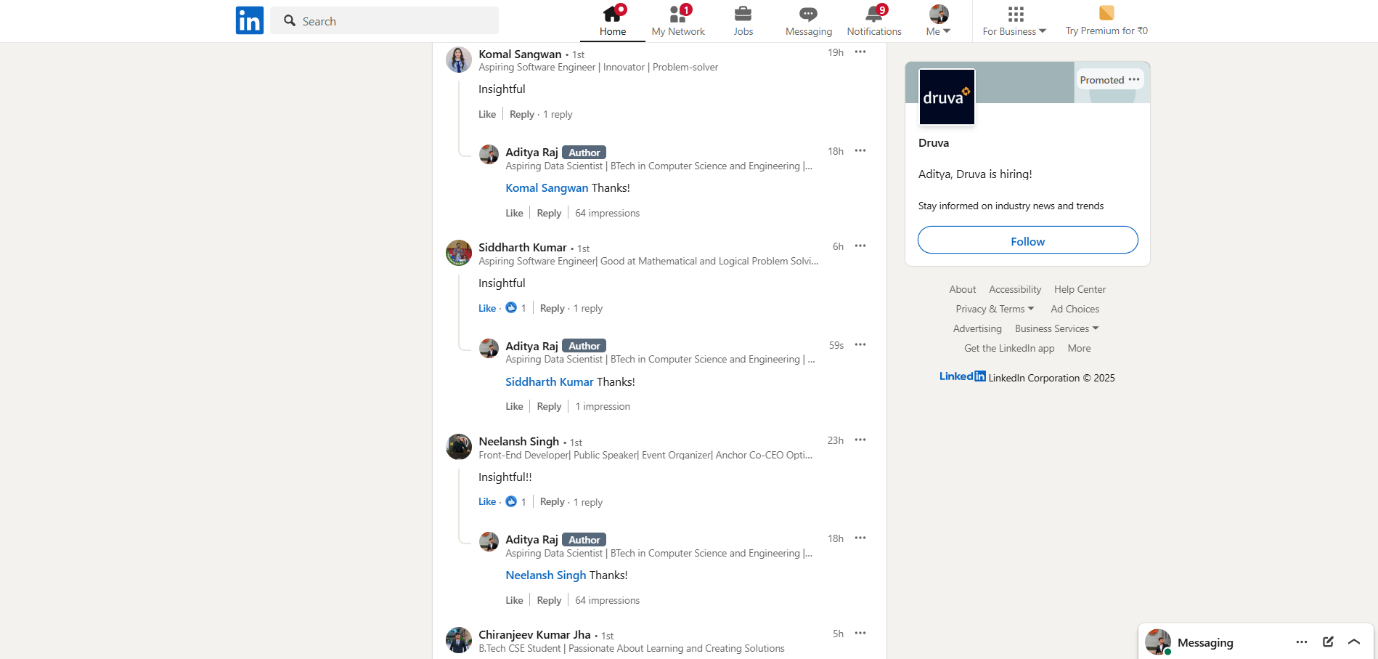 in
Search
1
9
Home
My Network
Jobs
Messaging
Notifications
Me
For Business
Try Premium for ₹0
Komal Sangwan • 1st
19h
Aspiring Software Engineer | Innovator | Problem-solver
Insightful
Like
Reply · 1 reply
Aditya Raj Author
18h
Aspiring Data Scientist | BTech in Computer Science and Engineering |...
Komal Sangwan Thanks!
Like
Reply
64 impressions
Siddharth Kumar • 1st
6h
Aspiring Software Engineer| Good at Mathematical and Logical Problem Solvi...
Insightful
Like · 1
Reply · 1 reply
Aditya Raj Author
59s
Aspiring Data Scientist | BTech in Computer Science and Engineering | ...
Siddharth Kumar Thanks!
Like
Reply
1 impression
Neelansh Singh • 1st
23h
Front-End Developer| Public Speaker| Event Organizer| Anchor Co-CEO Opti...
Insightful!!
Like · 1
Reply · 1 reply
Aditya Raj Author
18h
Aspiring Data Scientist | BTech in Computer Science and Engineering |...
Neelansh Singh Thanks!
Like
Reply
64 impressions
Chiranjeev Kumar Jha • 1st
5h
B.Tech CSE Student | Passionate About Learning and Creating Solutions
Promoted
druva
Druva
Aditya, Druva is hiring!
Stay informed on industry news and trends
Follow
About Accessibility Help Center
Privacy & Terms Ad Choices
Advertising Business Services
Get the LinkedIn app More
LinkedIn LinkedIn Corporation © 2025
Messaging